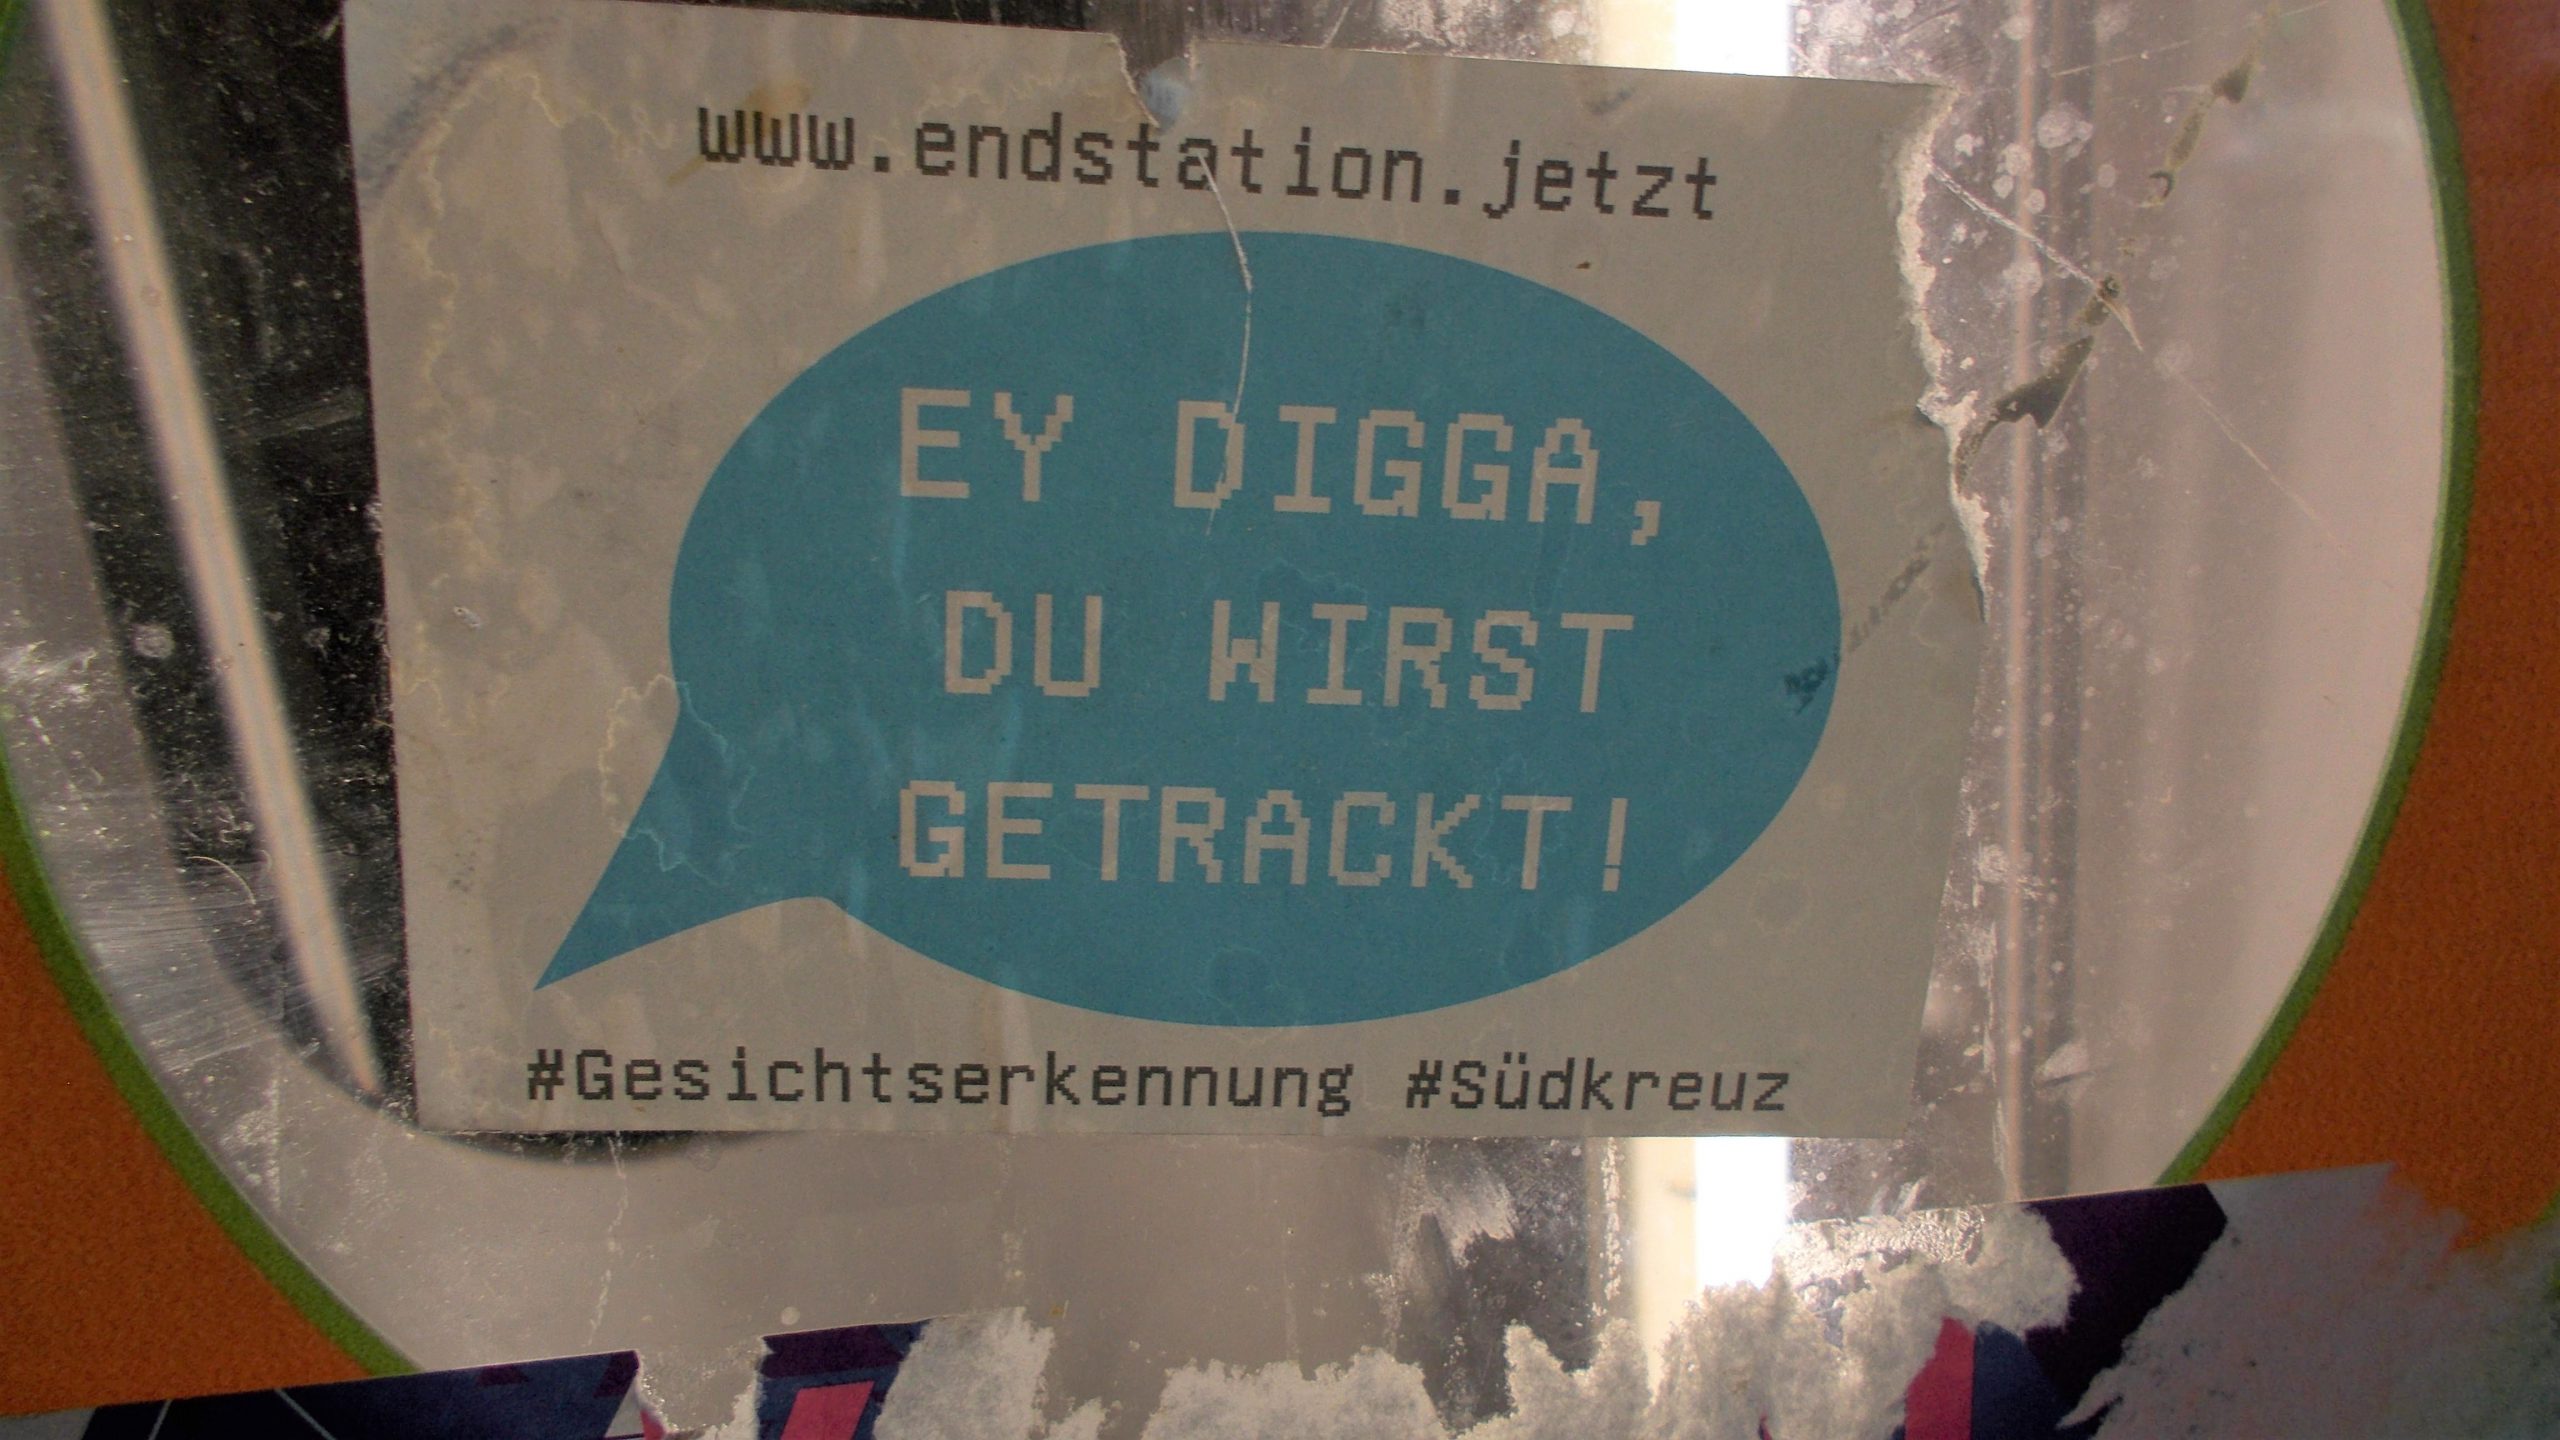 www.endstation.jetzt
EY DIGGA,
DU WIRST
GETRACKT!
#Gesichtserkennung #Südkreuz